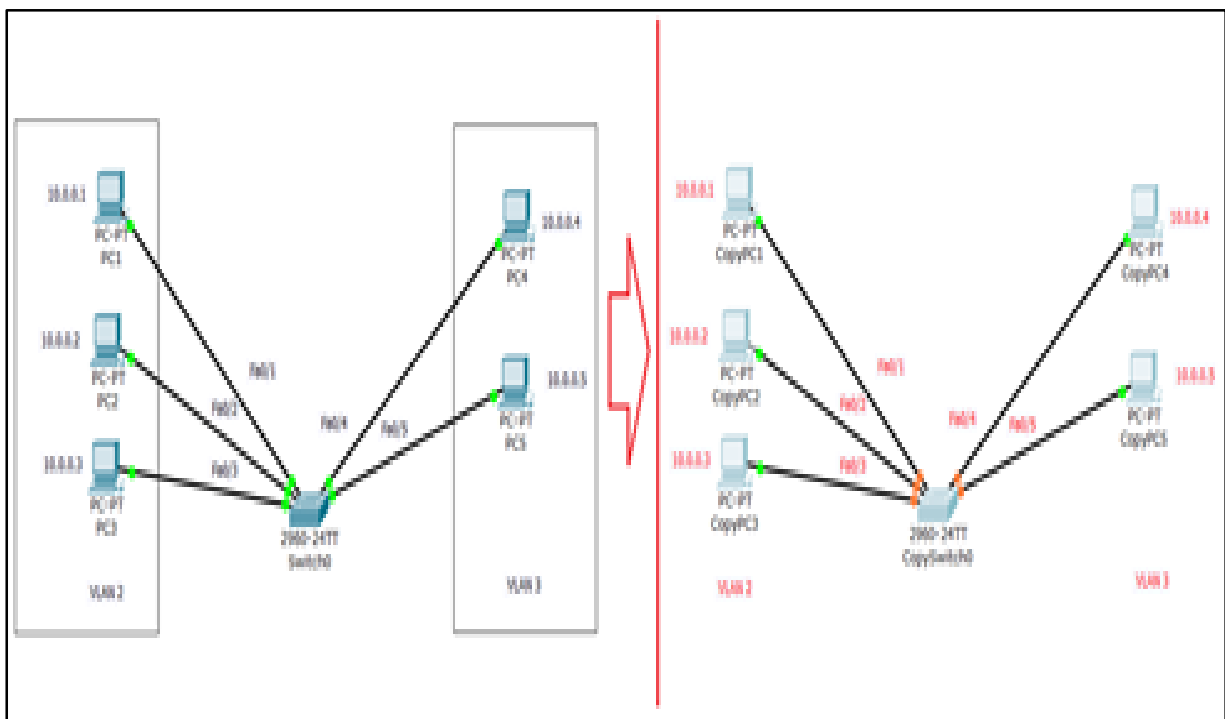 10.0.0.1
PC-PT
PC1
10.0.0.2
PC-PT
PC2
10.0.0.3
PC-PT
PC3
VLAN 2
Fa0/1
Fa0/2
Fa0/3
Fa0/4
Fa0/5
2960-24TT
Switch0
10.0.0.4
PC-PT
PC4
10.0.0.5
PC-PT
PC5
VLAN 3
10.0.0.1
PC-PT
CopyPC1
10.0.0.2
PC-PT
CopyPC2
10.0.0.3
PC-PT
CopyPC3
VLAN 2
Fa0/1
Fa0/2
Fa0/3
Fa0/4
Fa0/5
2960-24TT
CopySwitch0
10.0.0.4
PC-PT
CopyPC4
10.0.0.5
PC-PT
CopyPC5
VLAN 3